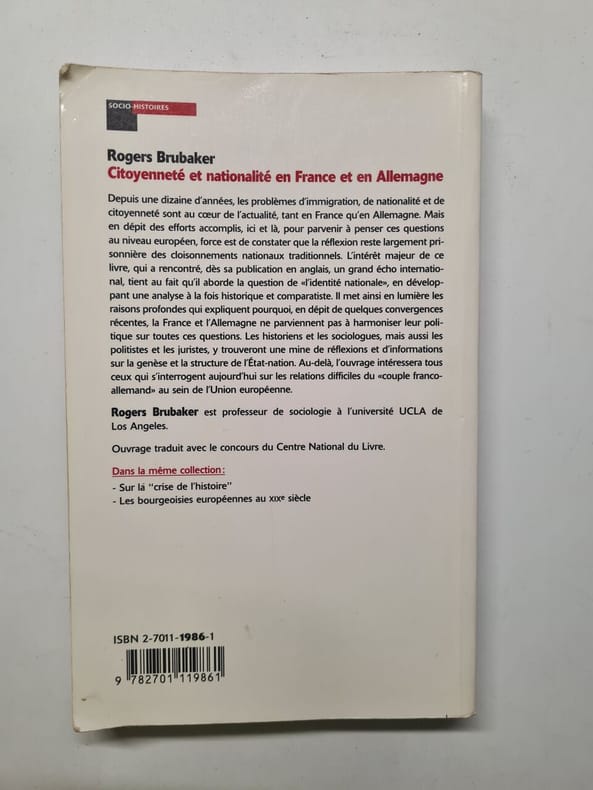 SOCIO-HISTOIRES
Rogers Brubaker
Citoyenneté et nationalité en France et en Allemagne
Depuis une dizaine d'années, les problèmes d'immigration, de nationalité et de
citoyenneté sont au cœur de l'actualité, tant en France qu'en Allemagne. Mais
en dépit des efforts accomplis, ici et là, pour parvenir à penser ces questions
au niveau européen, force est de constater que la réflexion reste largement pri-
sonnière des cloisonnements nationaux traditionnels. L'intérêt majeur de ce
livre, qui a rencontré, dès sa publication en anglais, un grand écho internatio-
nal, tient au fait qu'il aborde la question de «l'identité nationale», en dévelop-
pant une analyse à la fois historique et comparatiste. Il met ainsi en lumière les
raisons profondes qui expliquent pourquoi, en dépit de quelques convergences
récentes, la France et l'Allemagne ne parviennent pas à harmoniser leur poli-
tique sur toutes ces questions. Les historiens et les sociologues, mais aussi les
politistes et les juristes, y trouveront une mine de réflexions et d'informations
sur la genèse et la structure de l'État-nation. Au-delà, l'ouvrage intéressera tous
ceux qui s'interrogent aujourd'hui sur les relations difficiles du «couple franco-
allemand» au sein de l'Union européenne.
Rogers Brubaker est professeur de sociologie à l'université UCLA de
Los Angeles.
Ouvrage traduit avec le concours du Centre National du Livre.
Dans la même collection:
- Sur la "crise de l'histoire"
- Les bourgeoisies européennes au XIXe siècle
ISBN 2-7011-1986-1
9 782701 119861